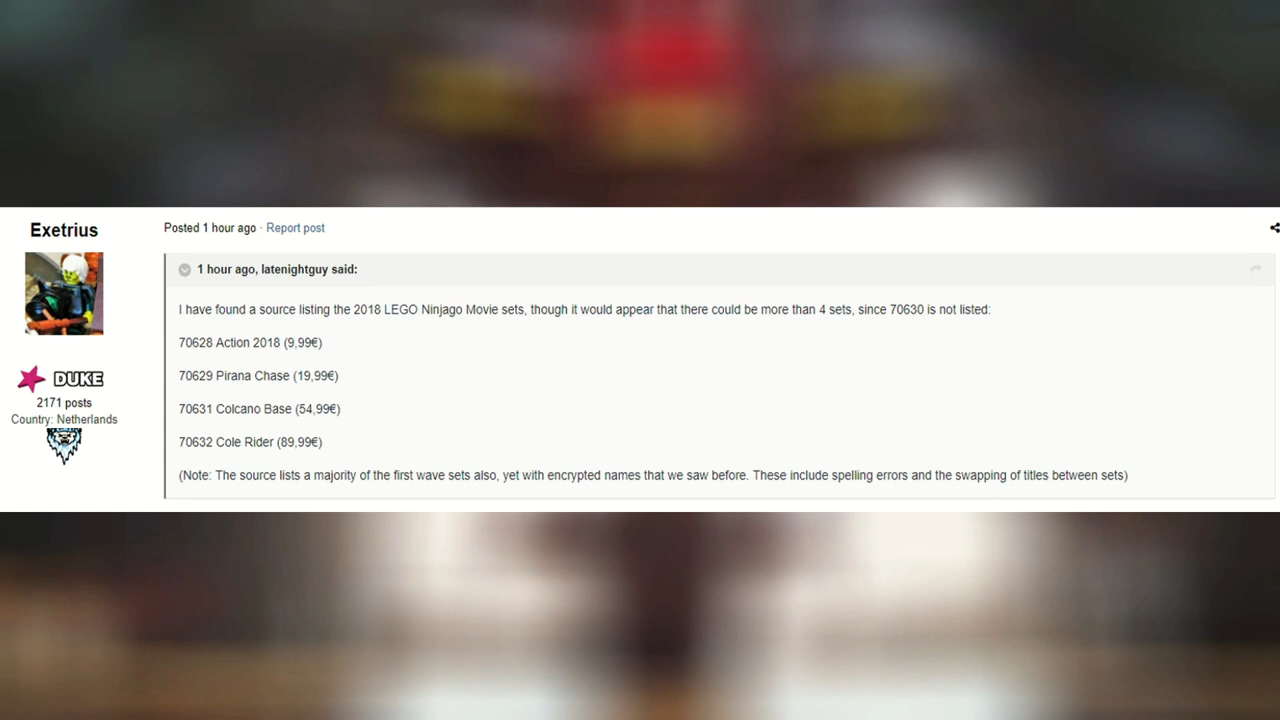 Exetrius
Posted 1 hour ago · Report post
1 hour ago, latenightguy said:
I have found a source listing the 2018 LEGO Ninjago Movie sets, though it would appear that there could be more than 4 sets, since 70630 is not listed:
70628 Action 2018 (9,99€)
70629 Pirana Chase (19,99€)
70631 Colcano Base (54,99€)
70632 Cole Rider (89,99€)
(Note: The source lists a majority of the first wave sets also, yet with encrypted names that we saw before. These include spelling errors and the swapping of titles between sets)
DUKE
2171 posts
Country: Netherlands